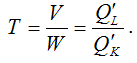 T = V/W = Q′_L/Q′_K.